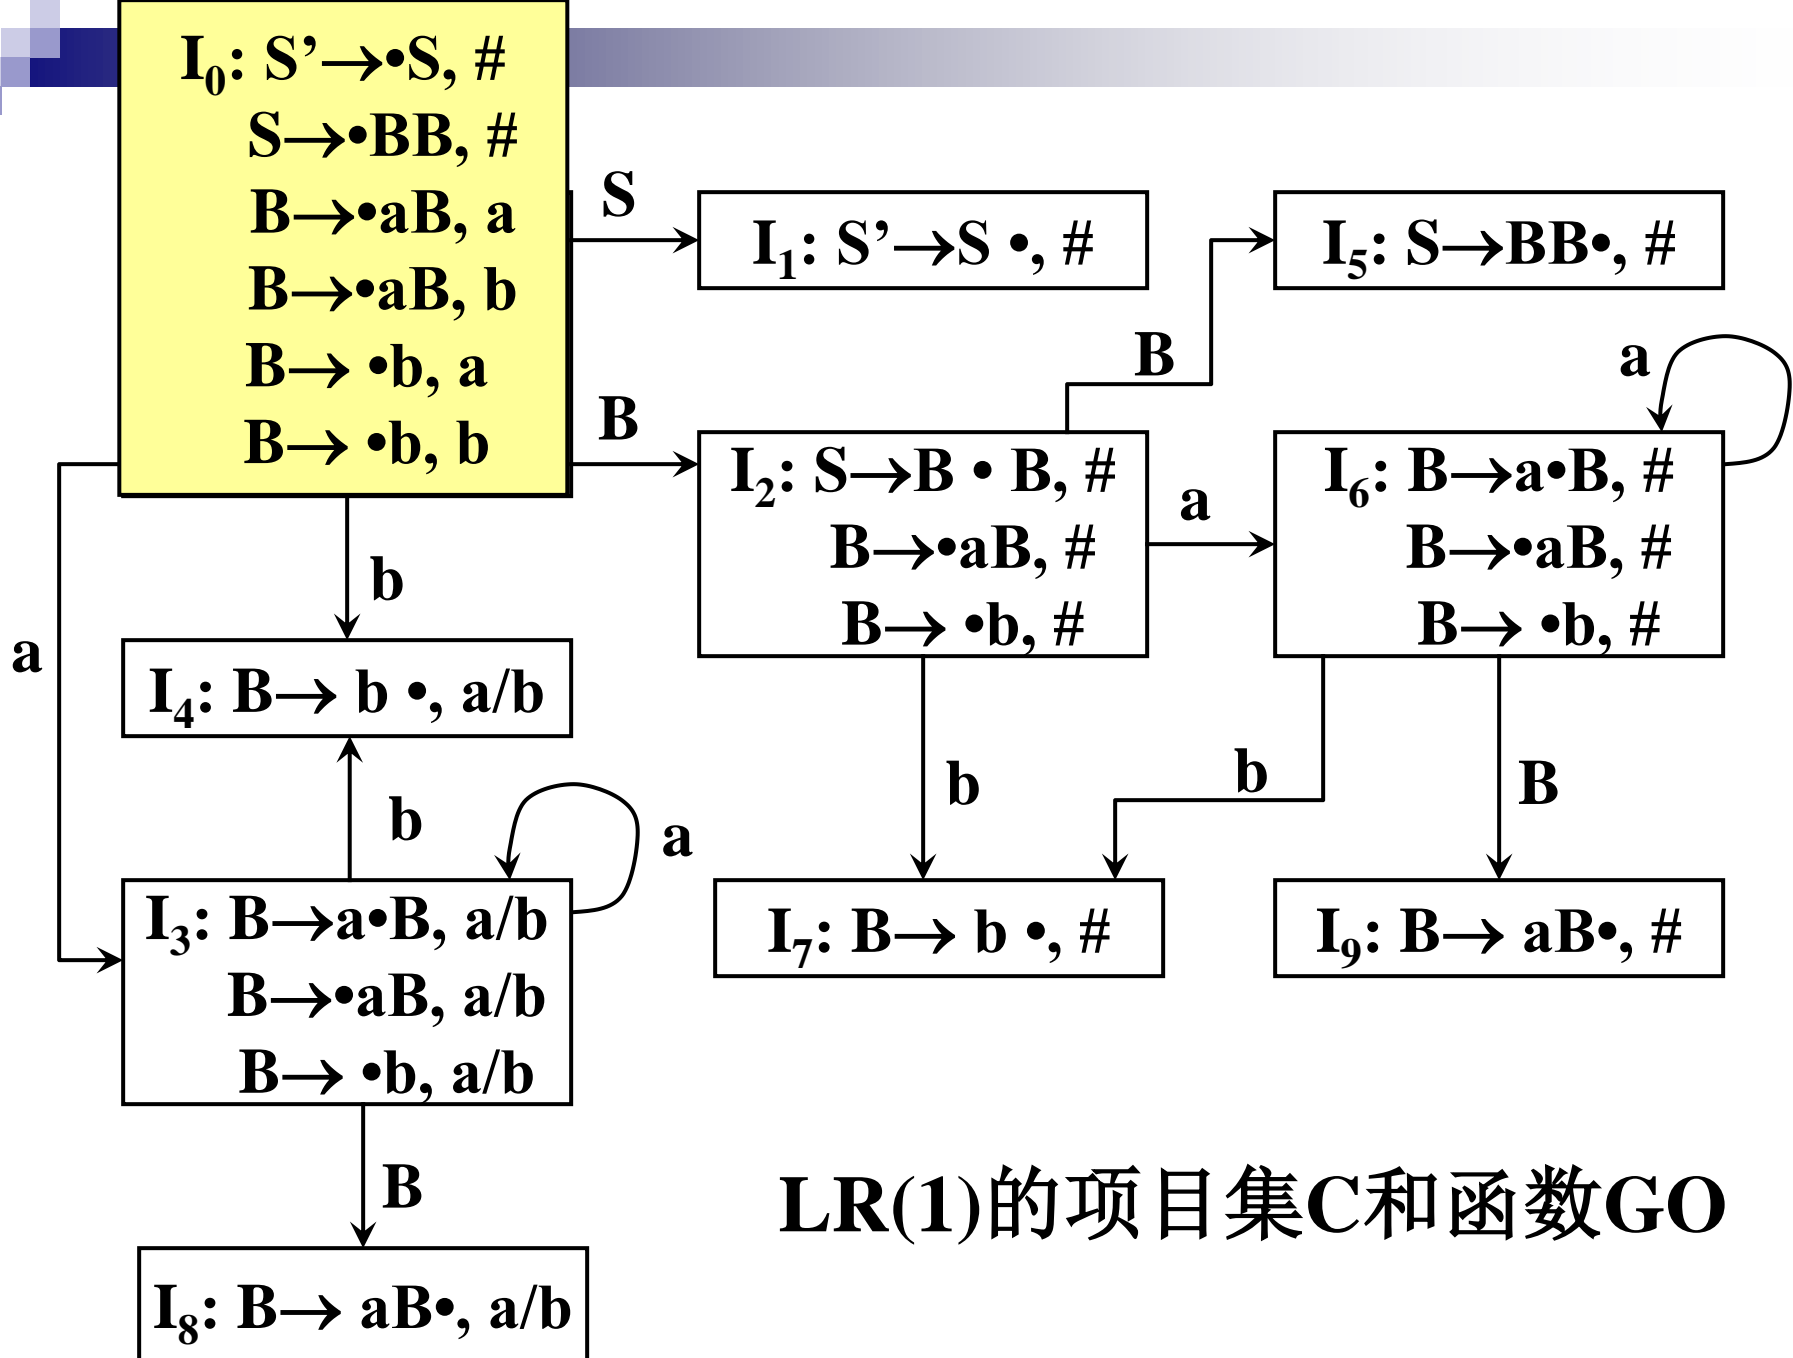 I0: S’→•S, #
S→•BB, #
B→•aB, a
B→•aB, b
B→ •b, a
B→ •b, b
S
I1: S’→S •, #
I5: S→BB•, #
B
a
B
I2: S→B • B, #
B→•aB, #
B→ •b, #
a
I6: B→a•B, #
B→•aB, #
B→ •b, #
b
a
I4: B→ b •, a/b
b
b
B
b
a
I3: B→a•B, a/b
B→•aB, a/b
B→ •b, a/b
I7: B→ b •, #
I9: B→ aB•, #
B
LR(1)的项目集C和函数GO
I8: B→ aB•, a/b